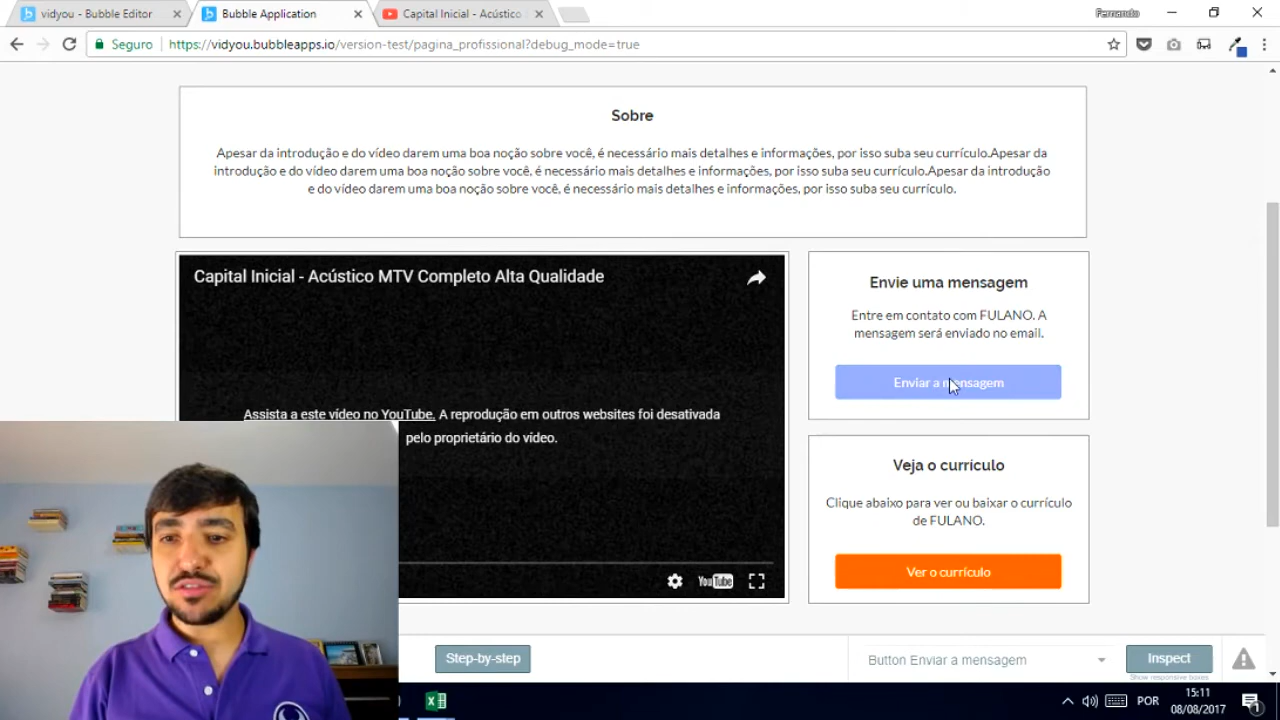 vidyou - Bubble Editor
Bubble Application
Capital Inicial - Acústico
Fernando
Seguro
https://vidyou.bubbleapps.io/version-test/pagina_profissional?debug_mode=true
Sobre
Apesar da introdução e do vídeo darem uma boa noção sobre você, é necessário mais detalhes e informações, por isso suba seu currículo.Apesar da
introdução e do vídeo darem uma boa noção sobre você, é necessário mais detalhes e informações, por isso suba seu currículo.Apesar da introdução
e do vídeo darem uma boa noção sobre você, é necessário mais detalhes e informações, por isso suba seu currículo.
Capital Inicial - Acústico MTV Completo Alta Qualidade
Assista a este vídeo no YouTube. A reprodução em outros websites foi desativada
pelo proprietário do vídeo.
YouTube
Envie uma mensagem
Entre em contato com FULANO. A
mensagem será enviado no email.
Enviar a mensagem
Veja o currículo
Clique abaixo para ver ou baixar o currículo
de FULANO.
Ver o currículo
Step-by-step
Button Enviar a mensagem
Inspect
Show responsive boxes
POR
15:11
08/08/2017
1